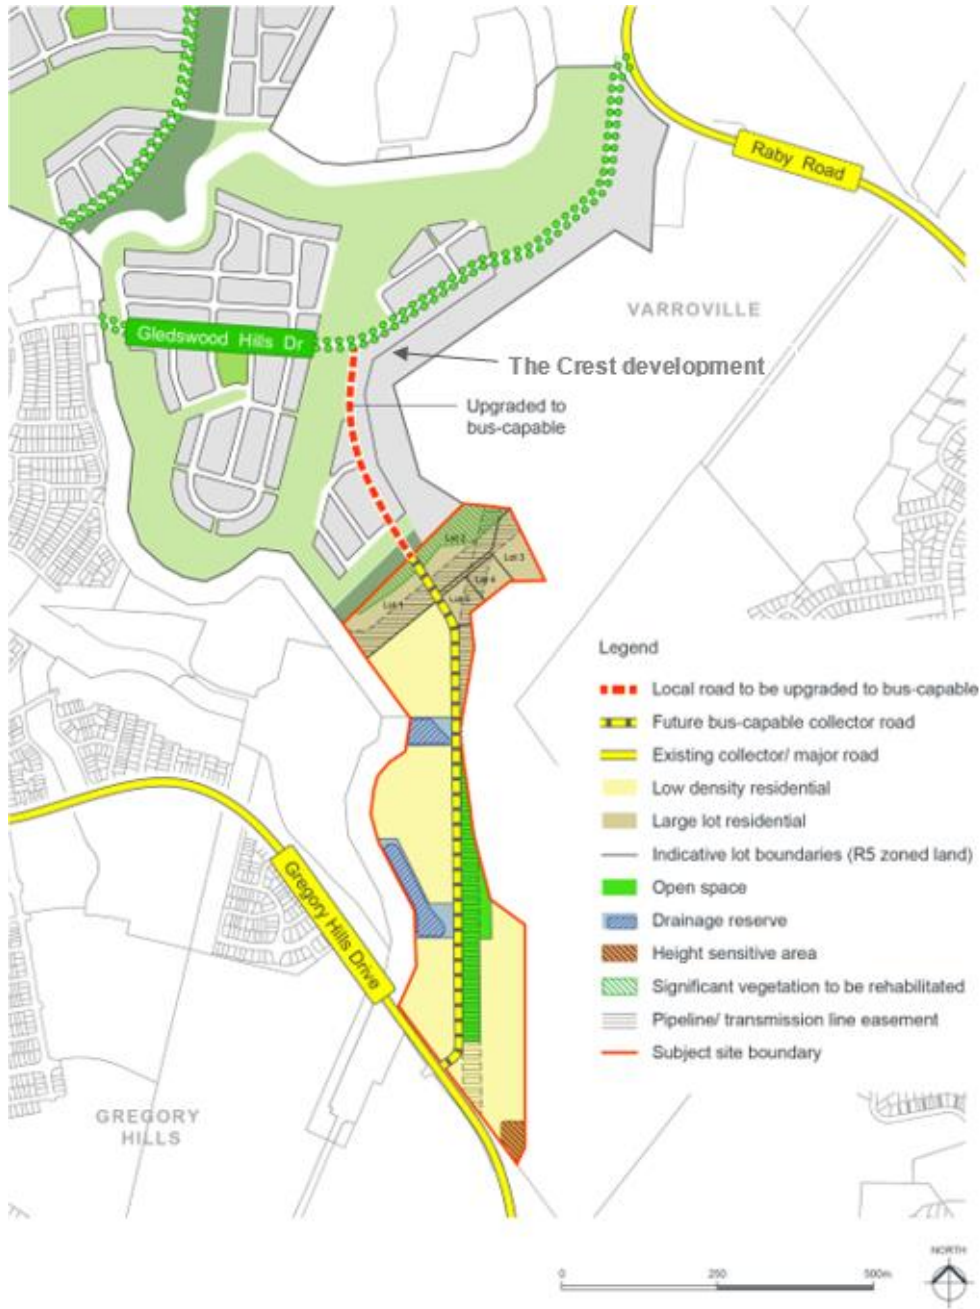 Raby Road
VARROVILLE
Gledswood Hills Dr
The Crest development
Upgraded to
bus-capable
Lot 2
Lot 3
Lot 4
Lot 1
Legend
Local road to be upgraded to bus-capable
Future bus-capable collector road
Existing collector/ major road
Low density residential
Large lot residential
Indicative lot boundaries (R5 zoned land)
Open space
Drainage reserve
Height sensitive area
Significant vegetation to be rehabilitated
Pipeline/ transmission line easement
Subject site boundary
Gregory Hills Drive
GREGORY
HILLS
NORTH
0
250
500m